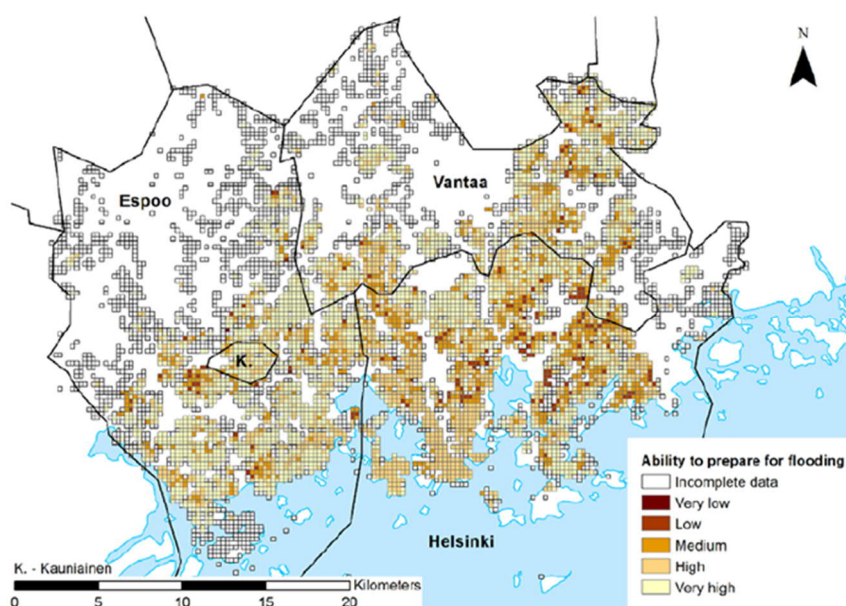 N
Espoo
Vantaa
K.
Helsinki
Ability to prepare for flooding
Incomplete data
Very low
Low
Medium
High
Very high
K. - Kauniainen
Kilometers
0 5 10 15 20